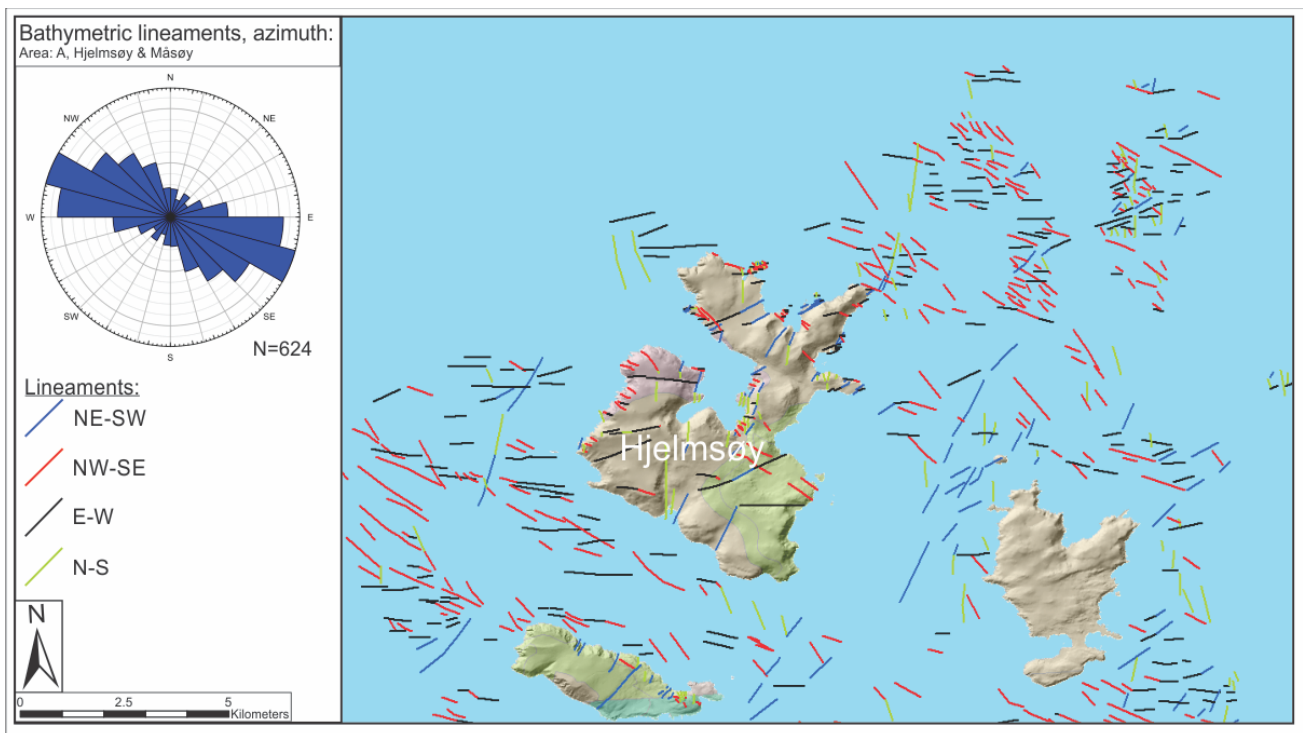 Bathymetric lineaments, azimuth:
Area: A, Hjelmsøy & Måsøy
N
NW
NE
W
E
SW
SE
S
N=624
Lineaments:
NE-SW
NW-SE
E-W
N-S
N
0 2.5 5
Kilometers
Hjelmsøy